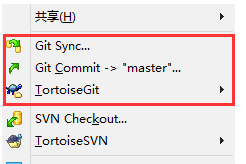 共享(H)
Git Sync...
Git Commit -> "master"...
TortoiseGit
SVN Checkout...
TortoiseSVN